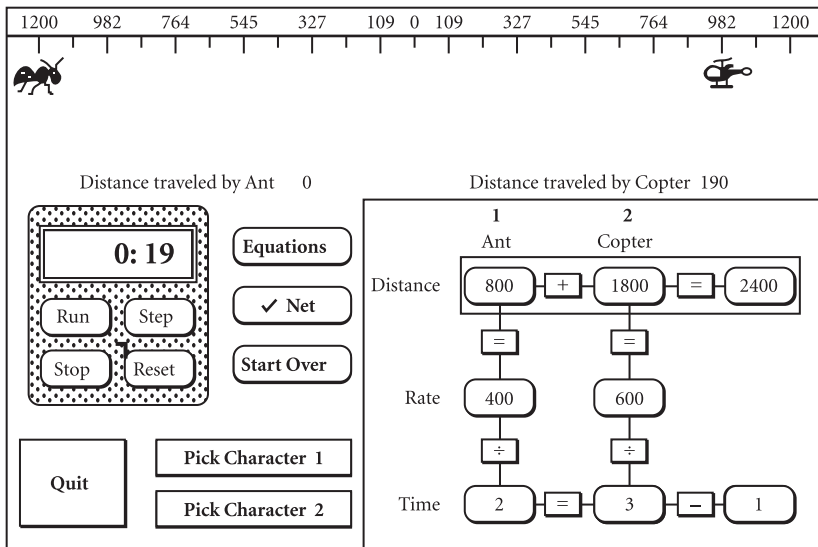 1200 982 764 545 327 109 0 109 327 545 764 982 1200
Distance traveled by Ant 0
Distance traveled by Copter 190
0: 19
Run Step
Stop Reset
Equations
✓ Net
Start Over
Quit
Pick Character 1
Pick Character 2
1 2
Ant Copter
Distance 800 + 1800 = 2400
= =
Rate 400 600
÷ ÷
Time 2 = 3 – 1